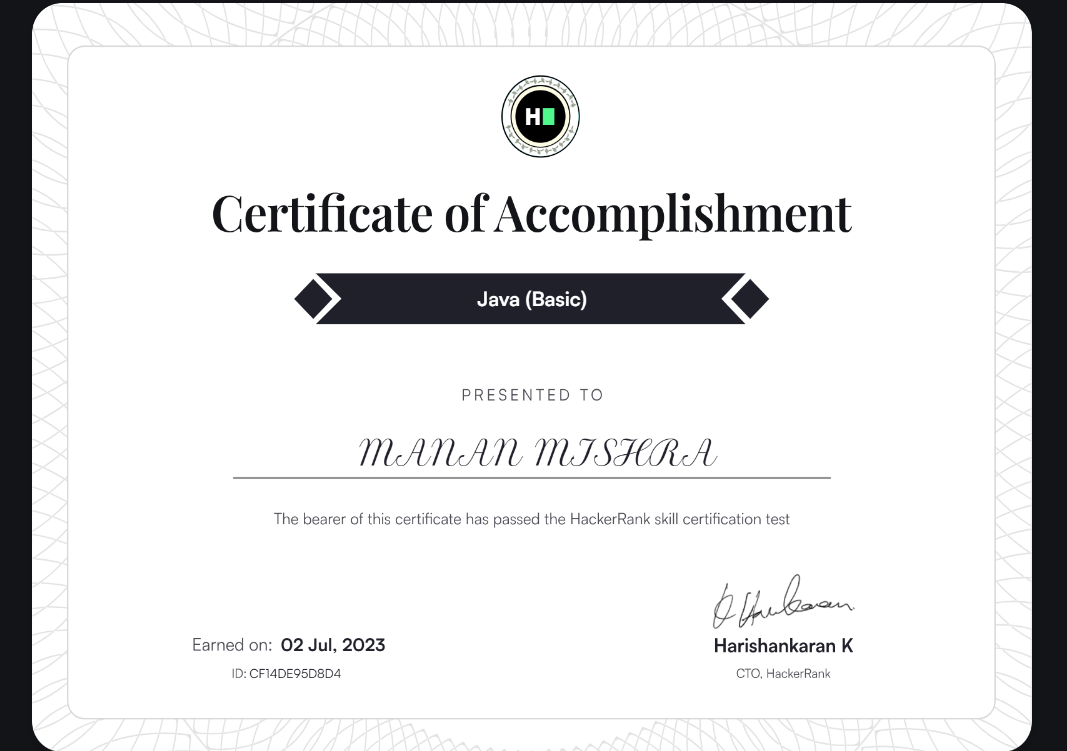 H
Certificate of Accomplishment
Java (Basic)
PRESENTED TO
MANAN MISHRA
The bearer of this certificate has passed the HackerRank skill certification test
Earned on: 02 Jul, 2023
ID: CF14DE95D8D4
Harishankaran K
CTO, HackerRank